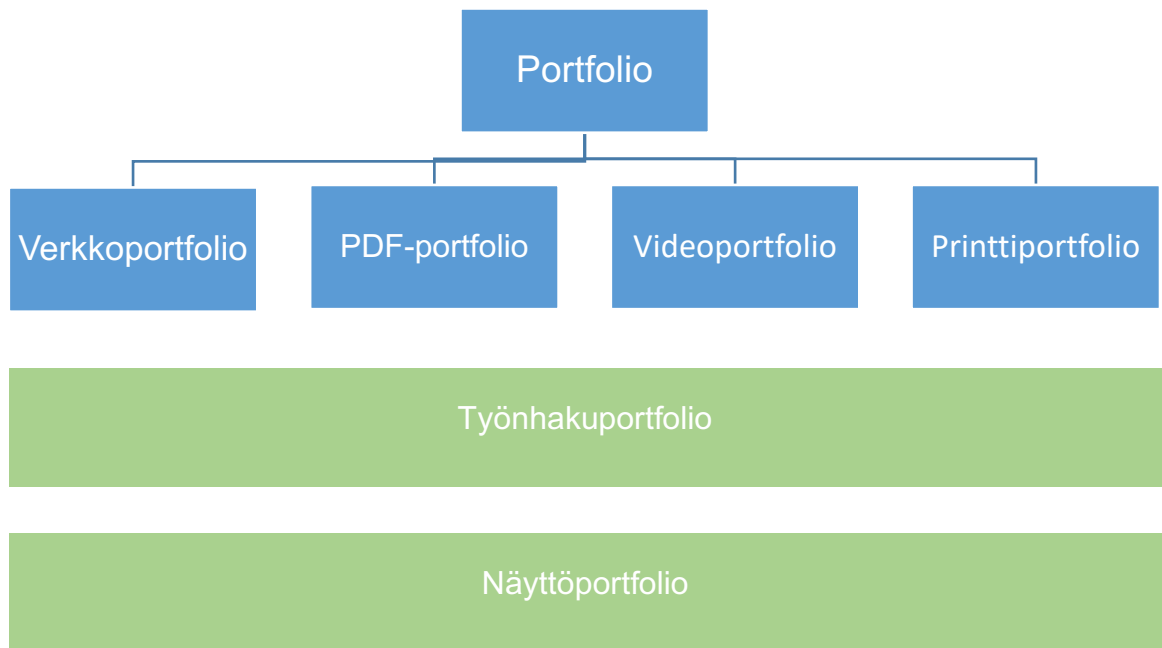 Portfolio
Verkkoportfolio
PDF-portfolio
Videoportfolio
Printtiportfolio
Työnhakuportfolio
Näyttöportfolio